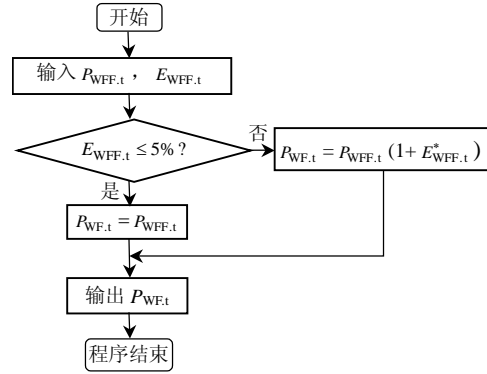 开始
输入 P_WFF.t ， E_WFF.t
E_WFF.t ≤ 5% ?
否
P_WF.t = P_WFF.t (1+ E*_WFF.t )
是
P_WF.t = P_WFF.t
输出 P_WF.t
程序结束